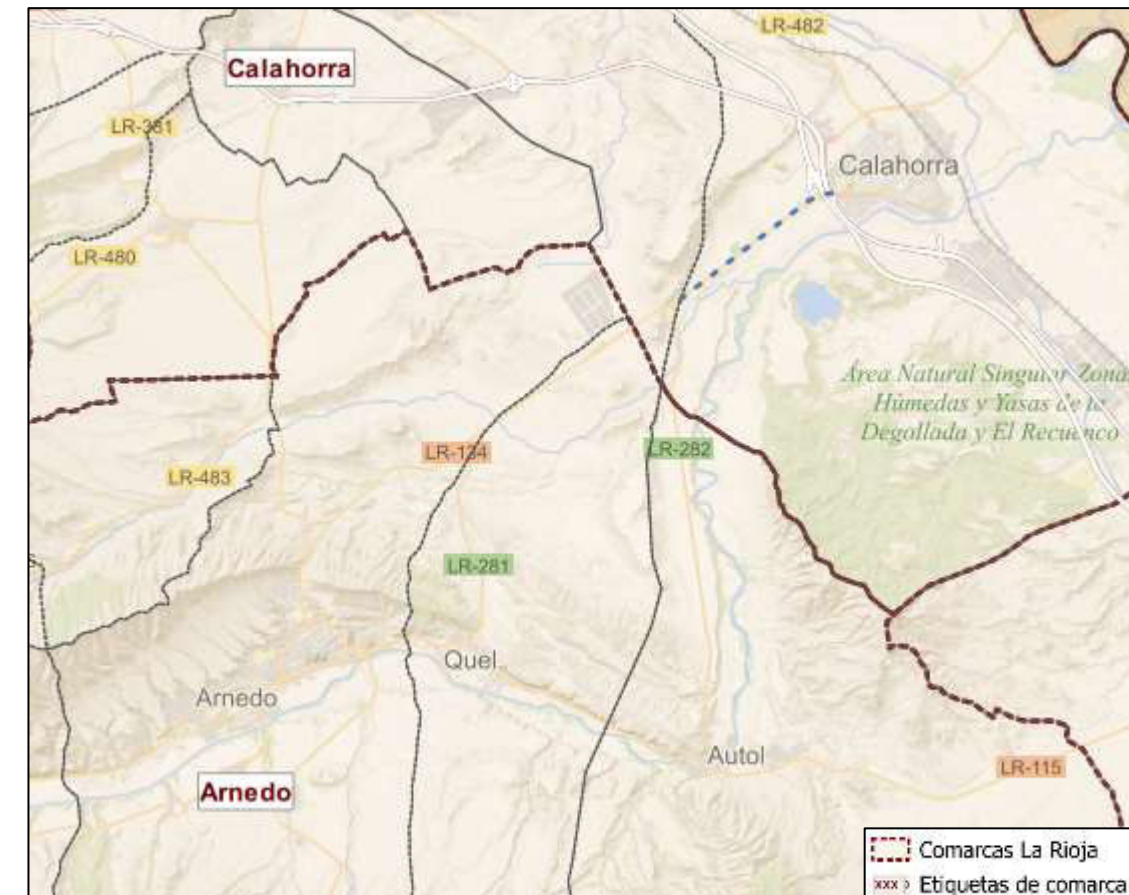 LR-482
Calahorra
LR-381
Calahorra
LR-480
Área Natural Singular Zonas
Húmedas y Yasas de la
Degollada y El Recuenco
LR-134
LR-282
LR-483
LR-281
Quel
Arnedo
Autol
LR-115
Arnedo
Comarcas La Rioja
xxx Etiquetas de comarca